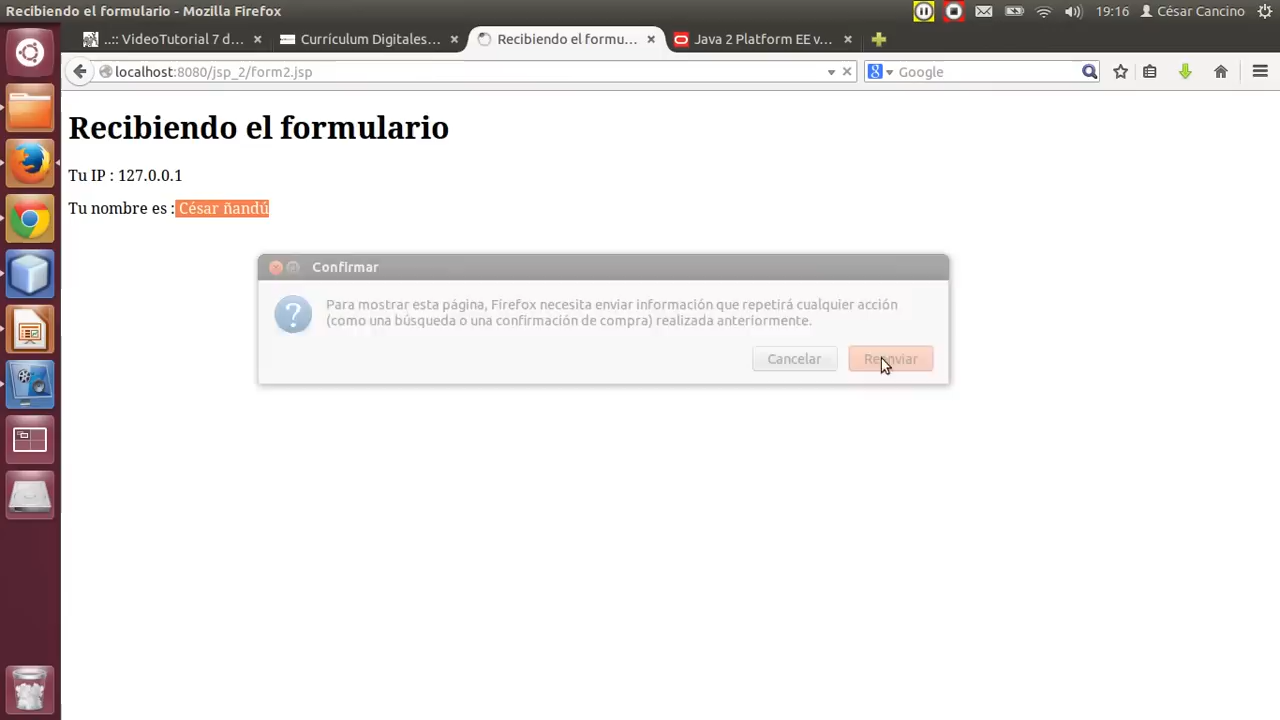 Recibiendo el formulario - Mozilla Firefox
19:16
César Cancino
..:: VideoTutorial 7 d...
Currículum Digitales...
Recibiendo el formu...
Java 2 Platform EE v...
localhost:8080/jsp_2/form2.jsp
Google
Recibiendo el formulario
Tu IP : 127.0.0.1
Tu nombre es : César ñandú
Confirmar
Para mostrar esta página, Firefox necesita enviar información que repetirá cualquier acción
(como una búsqueda o una confirmación de compra) realizada anteriormente.
Cancelar
Reenviar